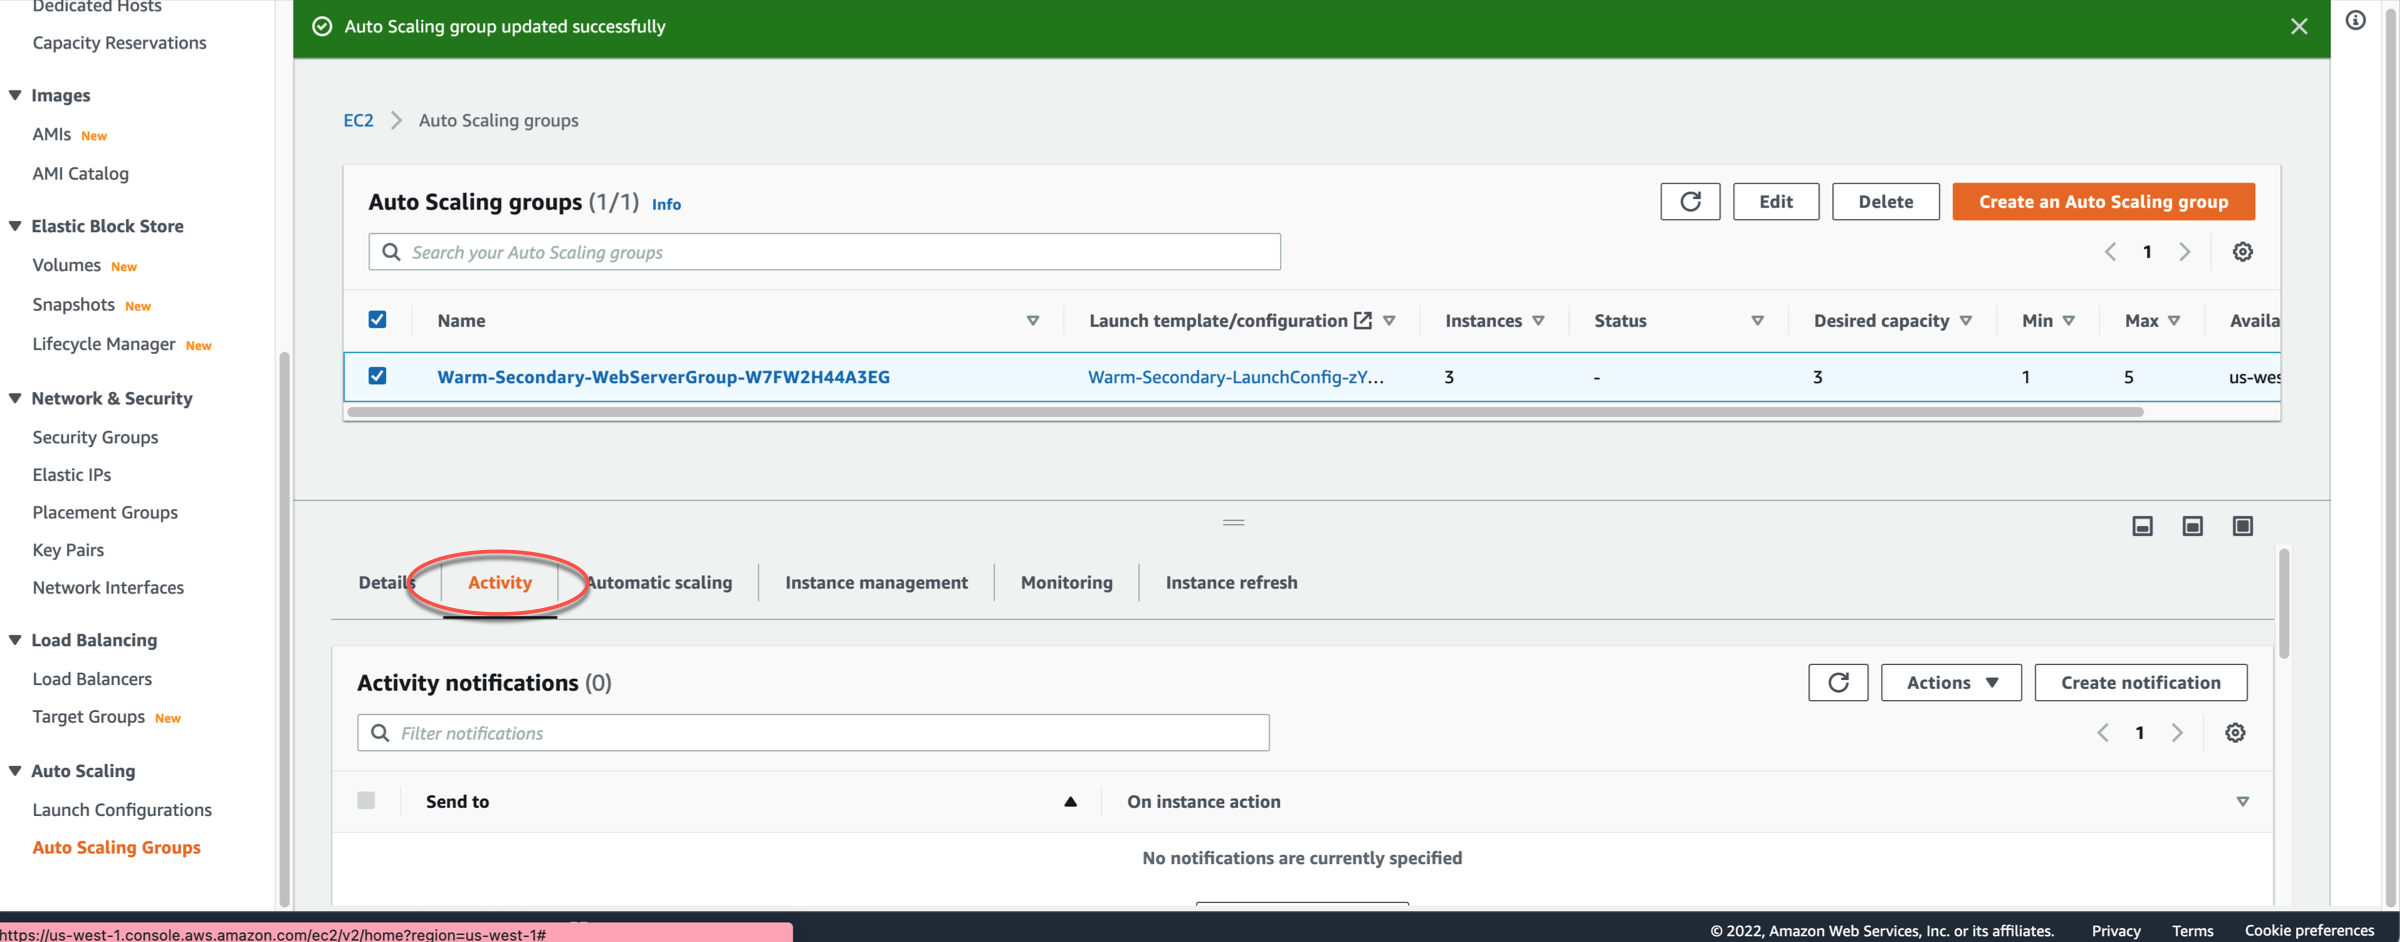 Dedicated Hosts
Capacity Reservations
Images
AMIs New
AMI Catalog
Elastic Block Store
Volumes New
Snapshots New
Lifecycle Manager New
Network & Security
Security Groups
Elastic IPs
Placement Groups
Key Pairs
Network Interfaces
Load Balancing
Load Balancers
Target Groups New
Auto Scaling
Launch Configurations
Auto Scaling Groups
Auto Scaling group updated successfully
EC2 Auto Scaling groups
Auto Scaling groups (1/1) Info
Edit Delete Create an Auto Scaling group
Search your Auto Scaling groups
1
Name Launch template/configuration Instances Status Desired capacity Min Max Availa
Warm-Secondary-WebServerGroup-W7FW2H44A3EG Warm-Secondary-LaunchConfig-zY... 3 - 3 1 5 us-wes
Details Activity Automatic scaling Instance management Monitoring Instance refresh
Activity notifications (0)
Actions Create notification
Filter notifications
1
Send to On instance action
No notifications are currently specified
https://us-west-1.console.aws.amazon.com/ec2/v2/home?region=us-west-1#
© 2022, Amazon Web Services, Inc. or its affiliates. Privacy Terms Cookie preferences